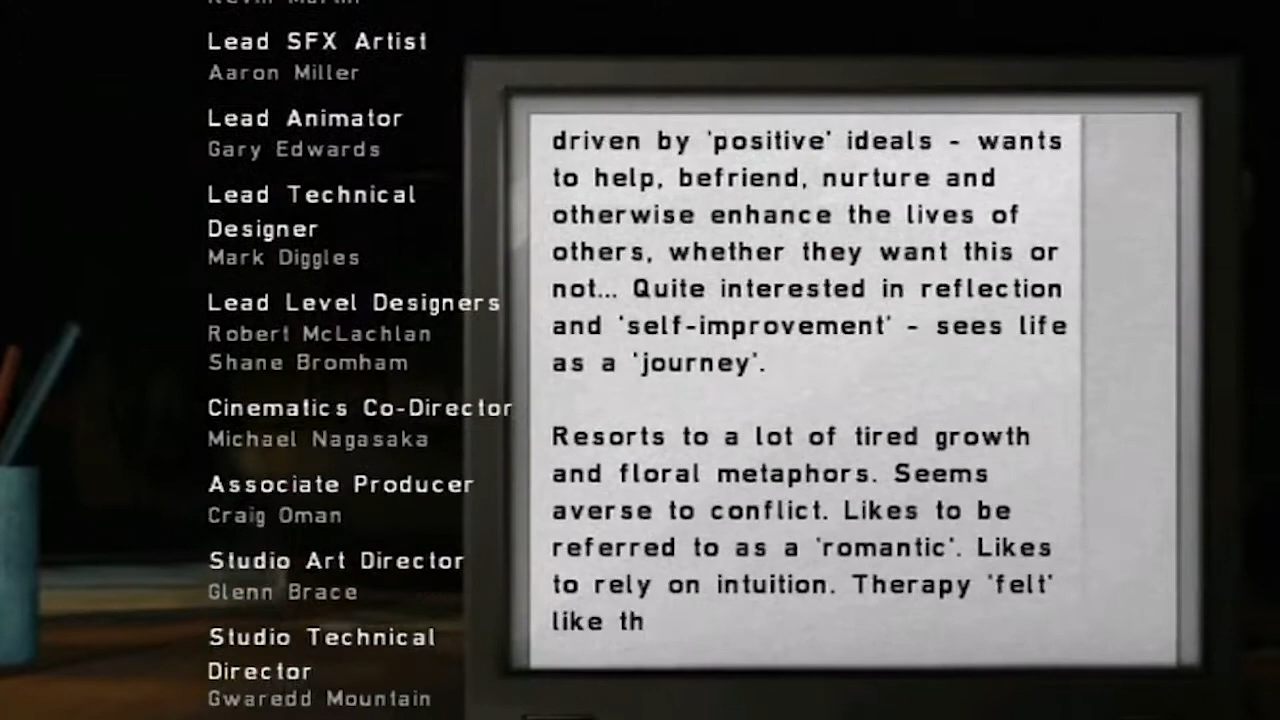 Lead SFX Artist
Aaron Miller
Lead Animator
Gary Edwards
Lead Technical
Designer
Mark Diggles
Lead Level Designers
Robert McLachlan
Shane Bromham
Cinematics Co-Director
Michael Nagasaka
Associate Producer
Craig Oman
Studio Art Director
Glenn Brace
Studio Technical
Director
Gwaredd Mountain
driven by 'positive' ideals - wants
to help, befriend, nurture and
otherwise enhance the lives of
others, whether they want this or
not... Quite interested in reflection
and 'self-improvement' - sees life
as a 'journey'.
Resorts to a lot of tired growth
and floral metaphors. Seems
averse to conflict. Likes to be
referred to as a 'romantic'. Likes
to rely on intuition. Therapy 'felt'
like th